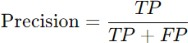 Precision = TP / TP + FP